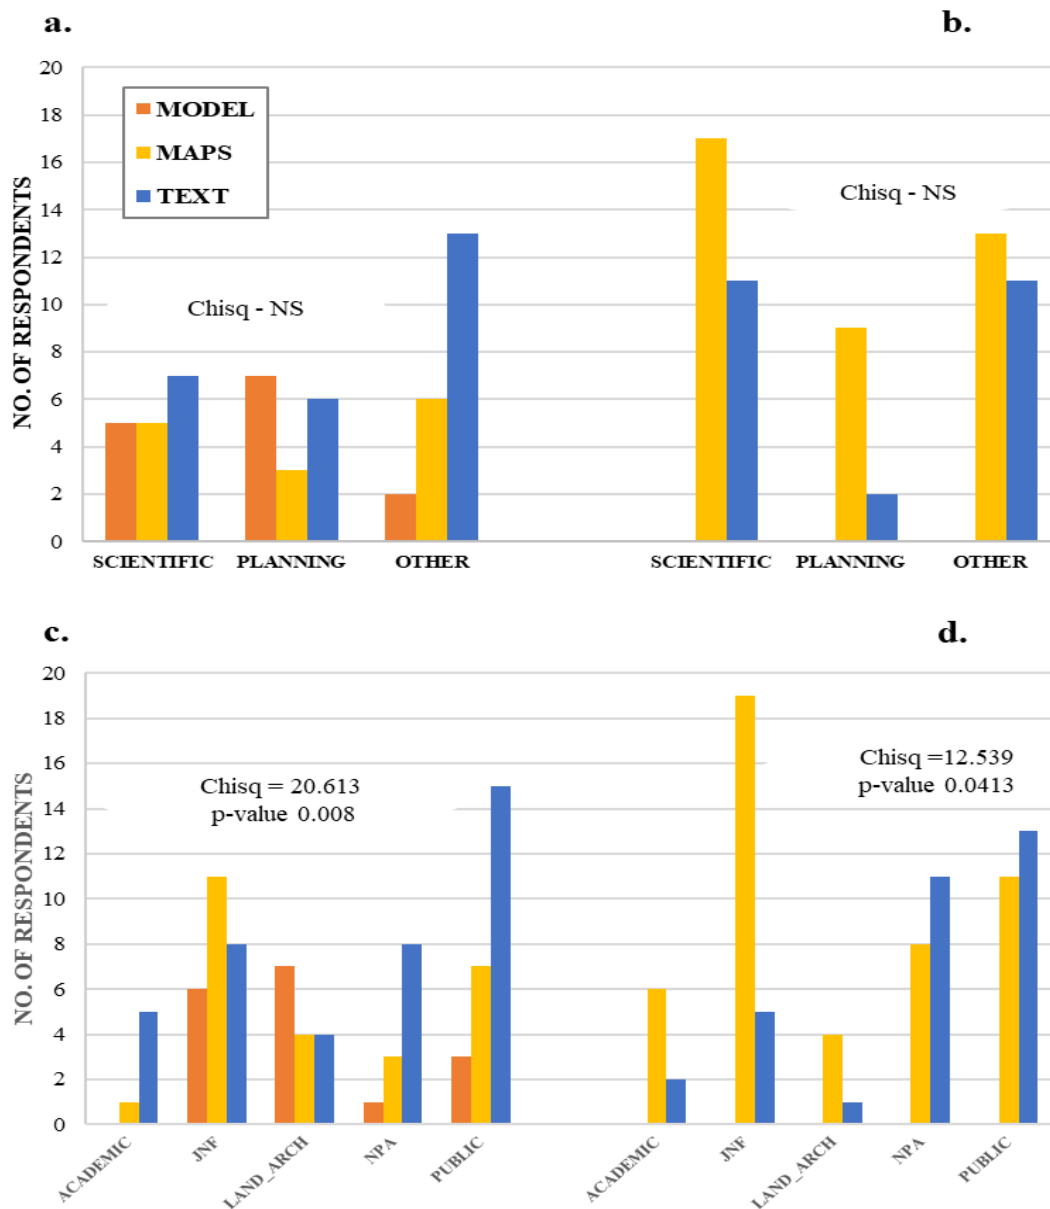 a.
b.
20
18
16
14
12
10
8
6
4
2
0
NO. OF RESPONDENTS
MODEL
MAPS
TEXT
Chisq - NS
Chisq - NS
SCIENTIFIC PLANNING OTHER SCIENTIFIC PLANNING OTHER
c.
d.
20
18
16
14
12
10
8
6
4
2
0
NO. OF RESPONDENTS
Chisq = 20.613
p-value 0.008
Chisq =12.539
p-value 0.0413
ACADEMIC JNF LAND_ARCH NPA PUBLIC ACADEMIC JNF LAND_ARCH NPA PUBLIC